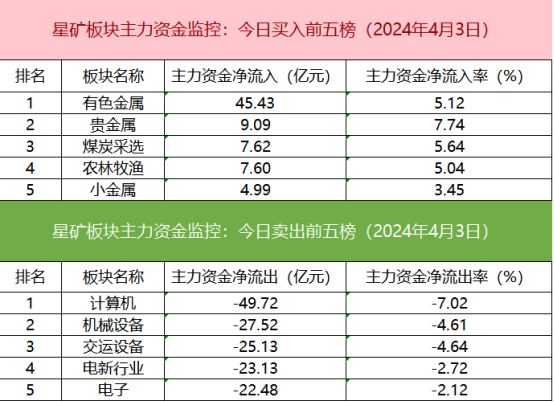 星矿板块主力资金监控：今日买入前五榜（2024年4月3日）
排名 板块名称 主力资金净流入（亿元） 主力资金净流入率（%）
1 有色金属 45.43 5.12
2 贵金属 9.09 7.74
3 煤炭采选 7.62 5.64
4 农林牧渔 7.60 5.04
5 小金属 4.99 3.45
星矿板块主力资金监控：今日卖出前五榜（2024年4月3日）
排名 板块名称 主力资金净流出（亿元） 主力资金净流出率（%）
1 计算机 -49.72 -7.02
2 机械设备 -27.52 -4.61
3 交运设备 -25.13 -4.64
4 电新行业 -23.13 -2.72
5 电子 -22.48 -2.12